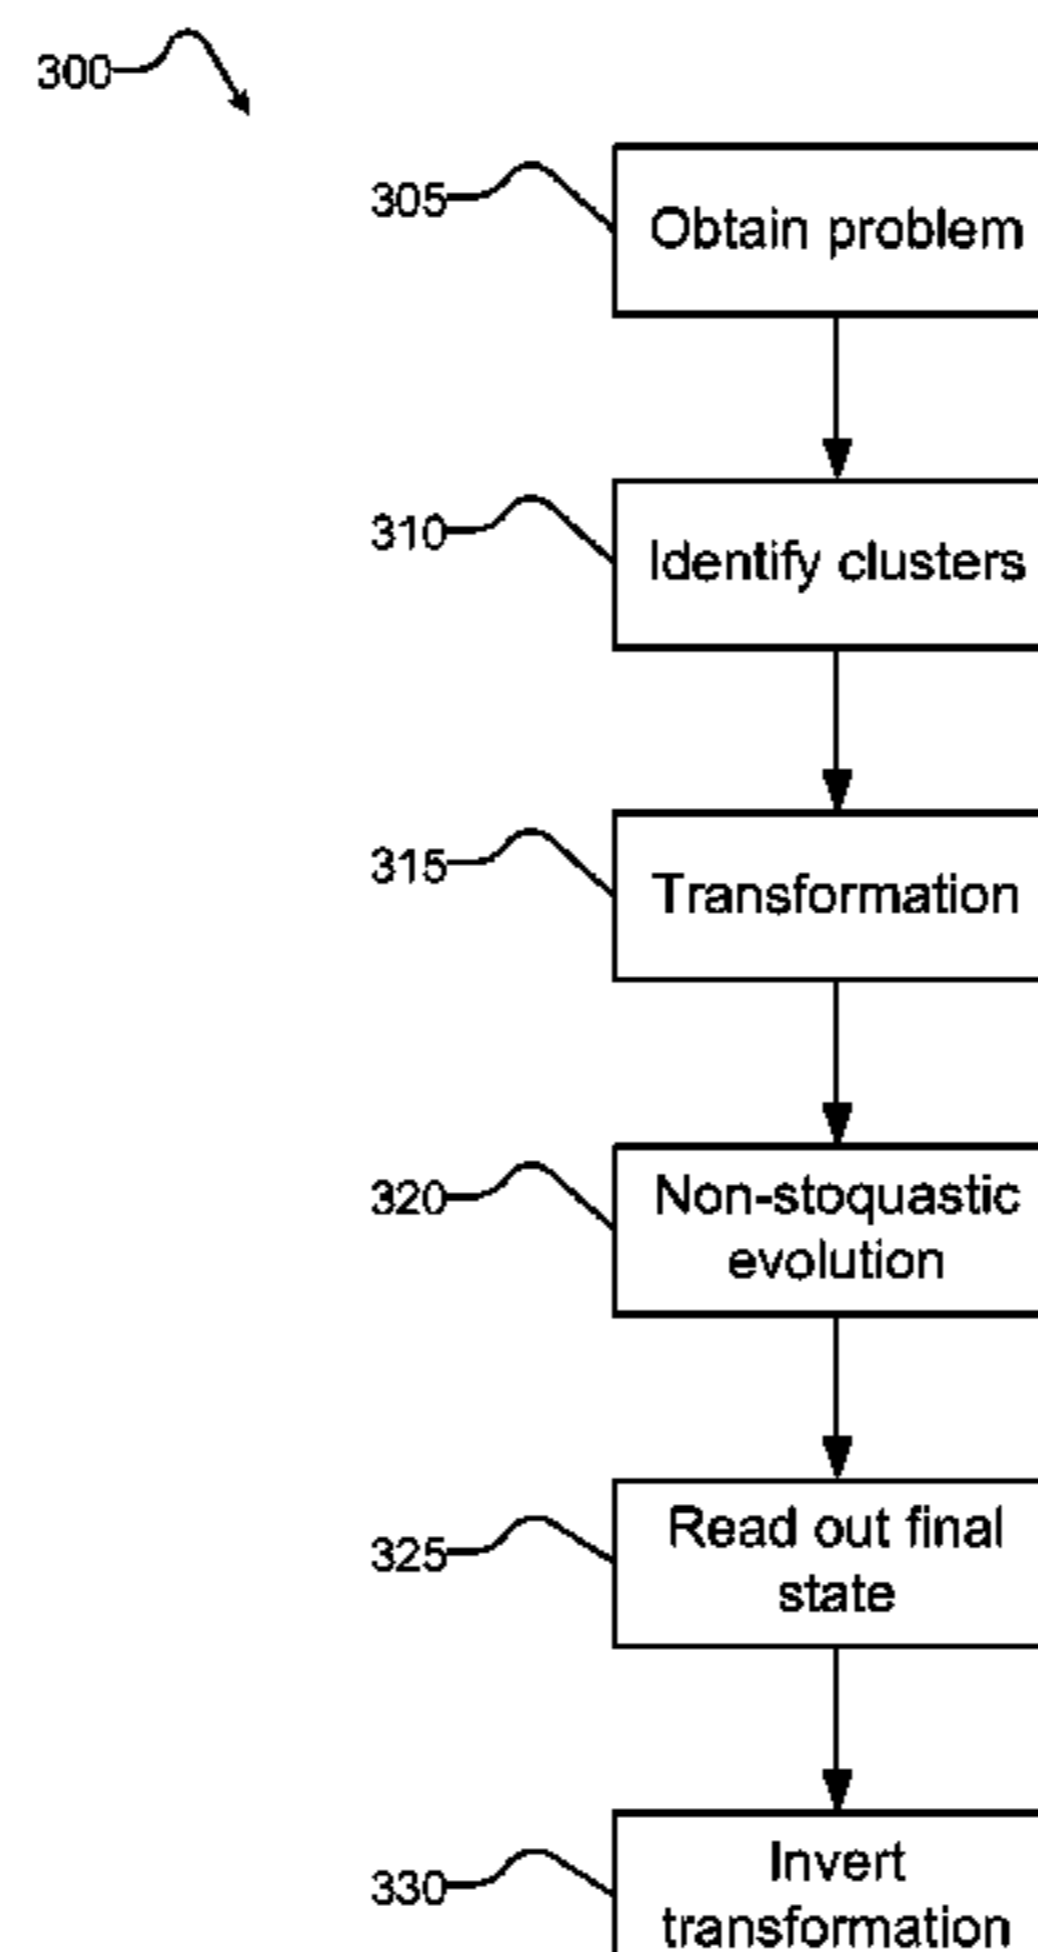 300
305
Obtain problem
310
Identify clusters
315
Transformation
320
Non-stoquastic
evolution
325
Read out final
state
330
Invert
transformation